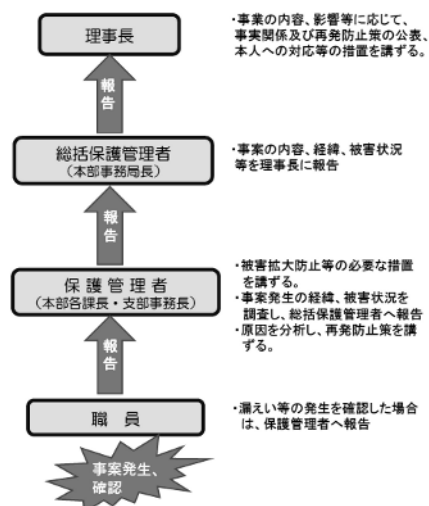 理事長
・事業の内容、影響等に応じて、
事実関係及び再発防止策の公表、
本人への対応等の措置を講ずる。
報告
総括保護管理者
（本部事務局長）
・事案の内容、経緯、被害状況
等を理事長に報告
報告
保護管理者
（本部各課長・支部事務長）
・被害拡大防止等の必要な措置
を講ずる。
・事案発生の経緯、被害状況を
調査し、総括保護管理者へ報告
・原因を分析し、再発防止策を講
ずる。
報告
職　員
・漏えい等の発生を確認した場合
は、保護管理者へ報告
事案発生、
確認